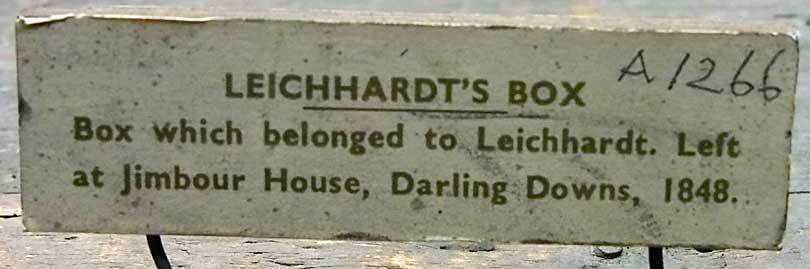 LEICHHARDT'S BOX A1266
Box which belonged to Leichhardt. Left
at Jimbour House, Darling Downs, 1848.